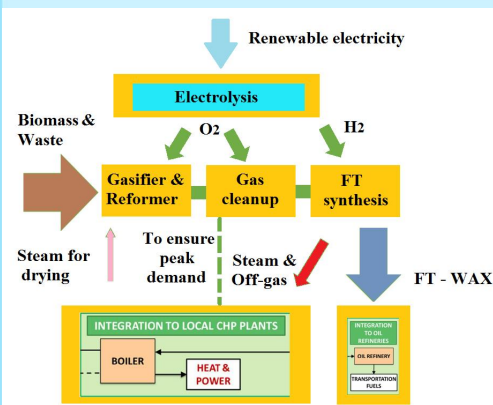 Renewable electricity
Electrolysis
Biomass &
Waste
O2
H2
Gasifier &
Reformer
Gas
cleanup
FT
synthesis
Steam for
drying
To ensure
peak
demand
Steam &
Off-gas
FT - WAX
INTEGRATION TO LOCAL CHP PLANTS
BOILER
HEAT &
POWER
INTEGRATION
TO OIL
REFINERIES
OIL REFINERY
TRANSPORTATION
FUELS